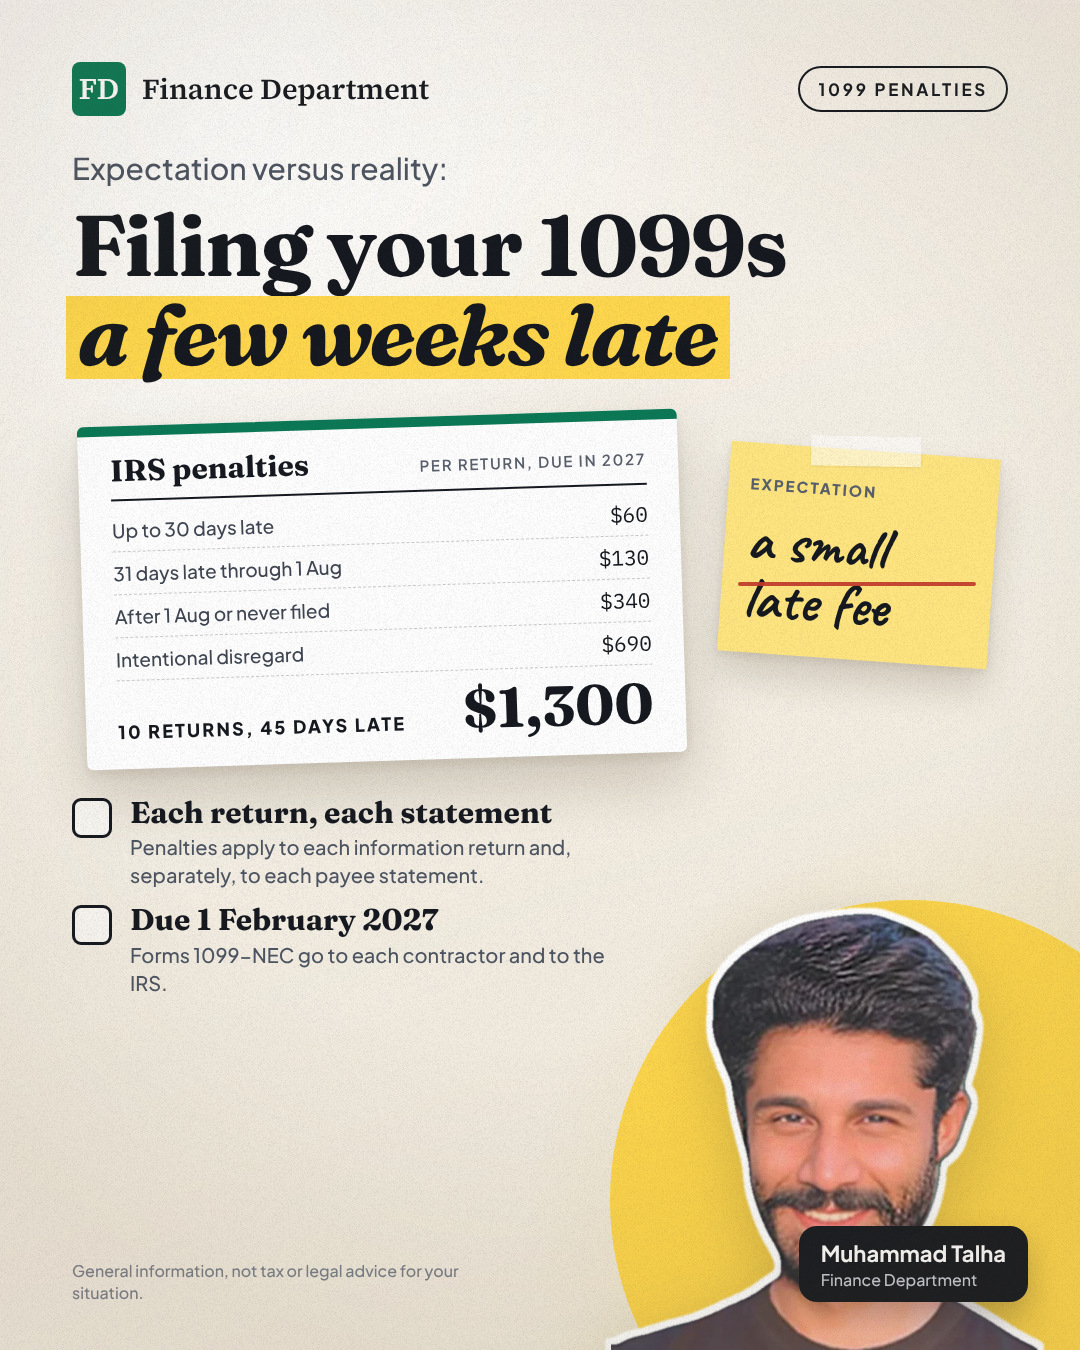 FD Finance Department
1099 PENALTIES
Expectation versus reality:
Filing your 1099s
a few weeks late
IRS penalties
PER RETURN, DUE IN 2027
Up to 30 days late $60
31 days late through 1 Aug $130
After 1 Aug or never filed $340
Intentional disregard $690
10 RETURNS, 45 DAYS LATE $1,300
EXPECTATION
a small
late fee
Each return, each statement
Penalties apply to each information return and,
separately, to each payee statement.
Due 1 February 2027
Forms 1099-NEC go to each contractor and to the
IRS.
Muhammad Talha
Finance Department
General information, not tax or legal advice for your
situation.